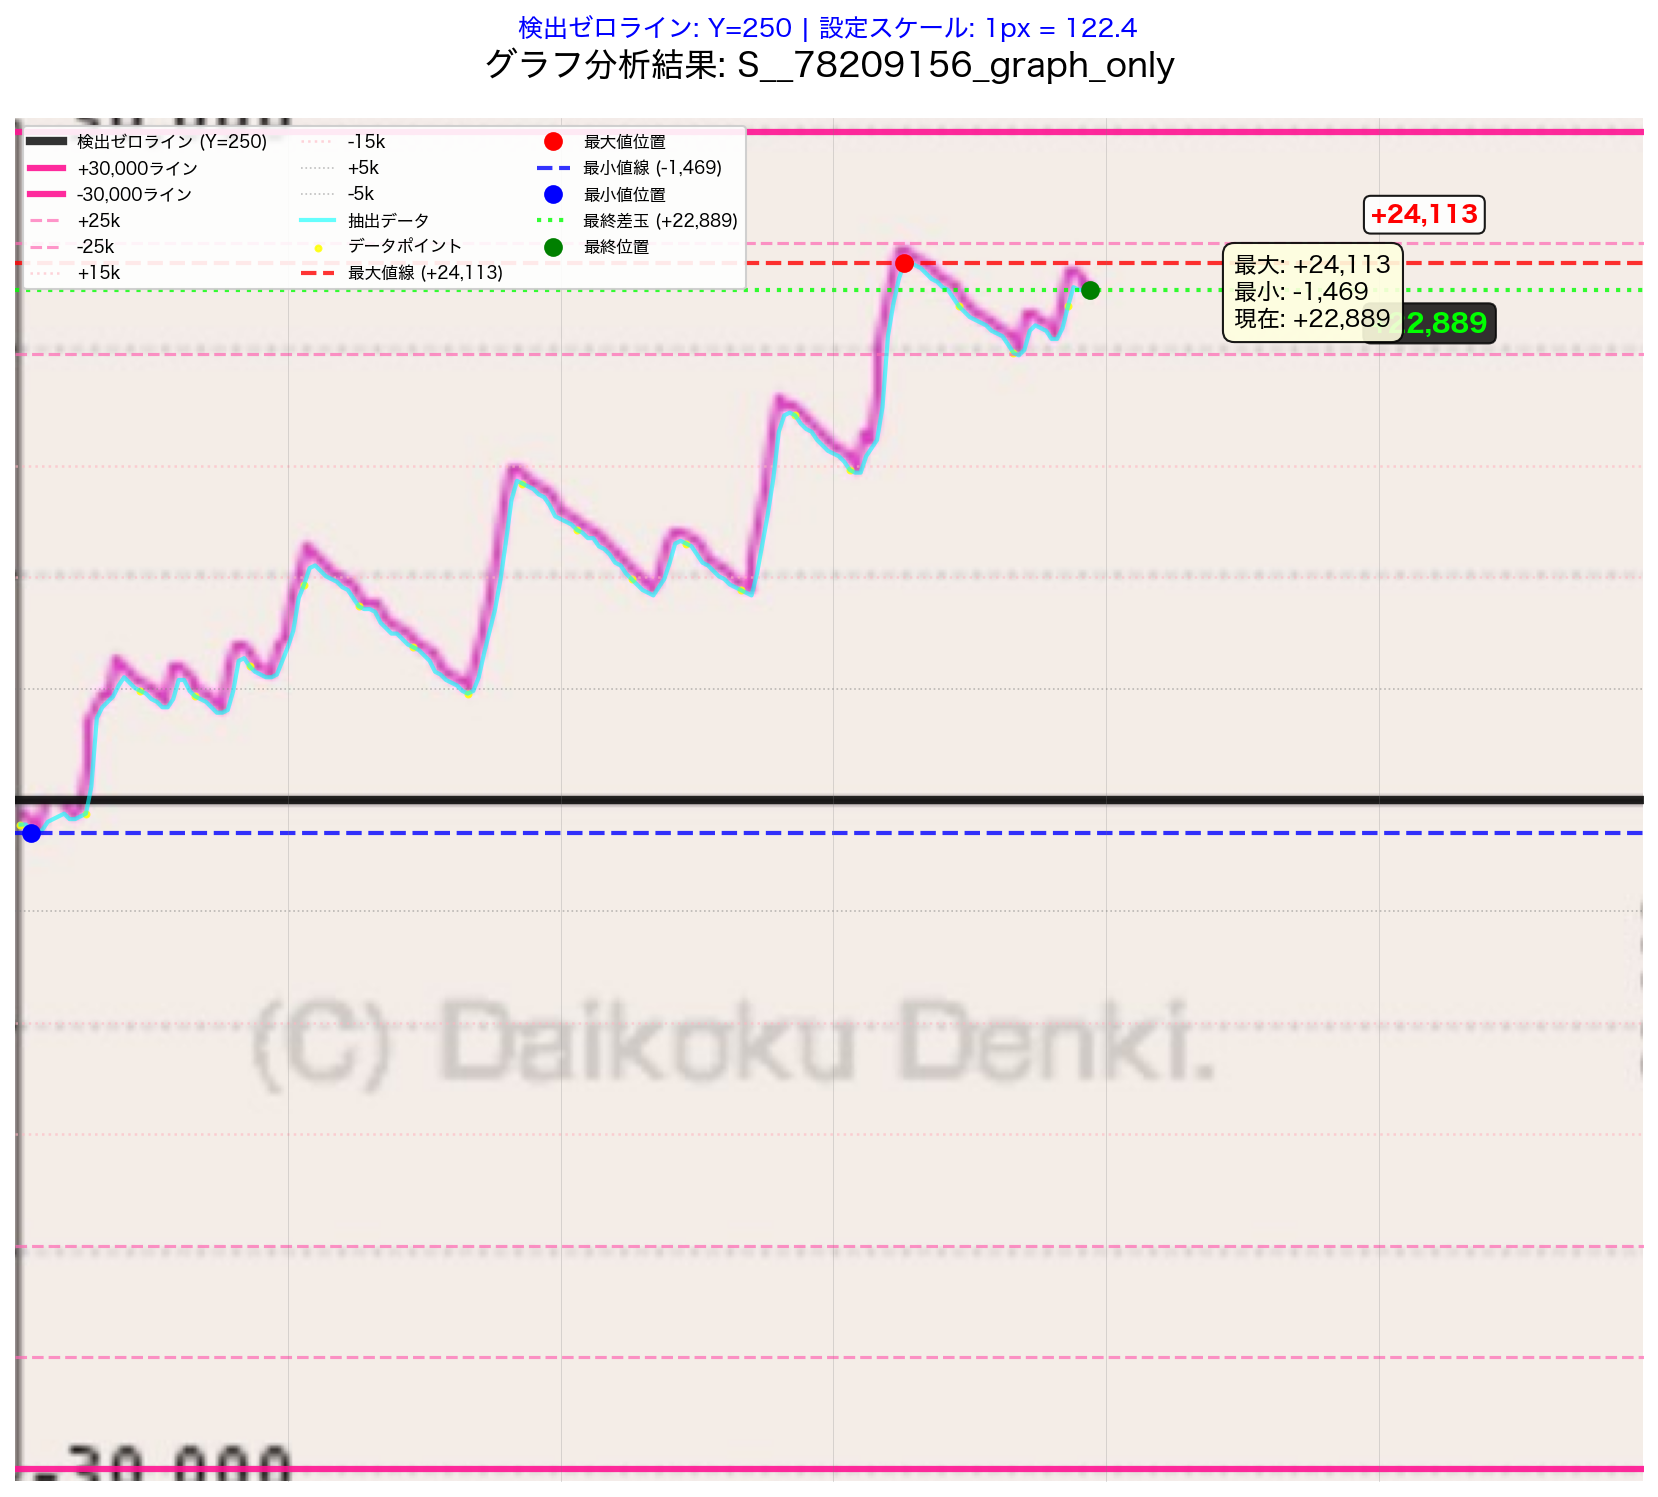 検出ゼロライン: Y=250 | 設定スケール: 1px = 122.4
グラフ分析結果: S__78209156_graph_only
検出ゼロライン (Y=250)
+30,000ライン
-30,000ライン
+25k
-25k
+15k
-15k
+5k
-5k
抽出データ
データポイント
最大値線 (+24,113)
最大値位置
最小値線 (-1,469)
最小値位置
最終差玉 (+22,889)
最終位置
+24,113
最大: +24,113
最小: -1,469
現在: +22,889
2,889
(C) Daikoku Denki.
-30,000